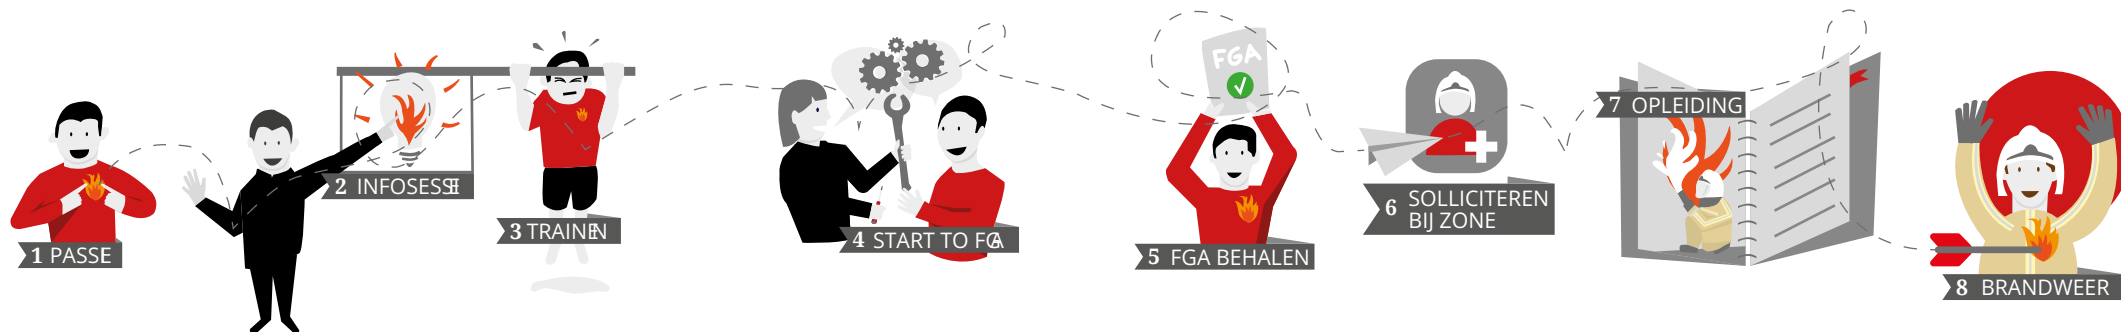 1 PASSE
2 INFOSESSIE
3 TRAINEN
4 START TO FGA
FGA
5 FGA BEHALEN
6 SOLLICITEREN
BIJ ZONE
7 OPLEIDING
8 BRANDWEER